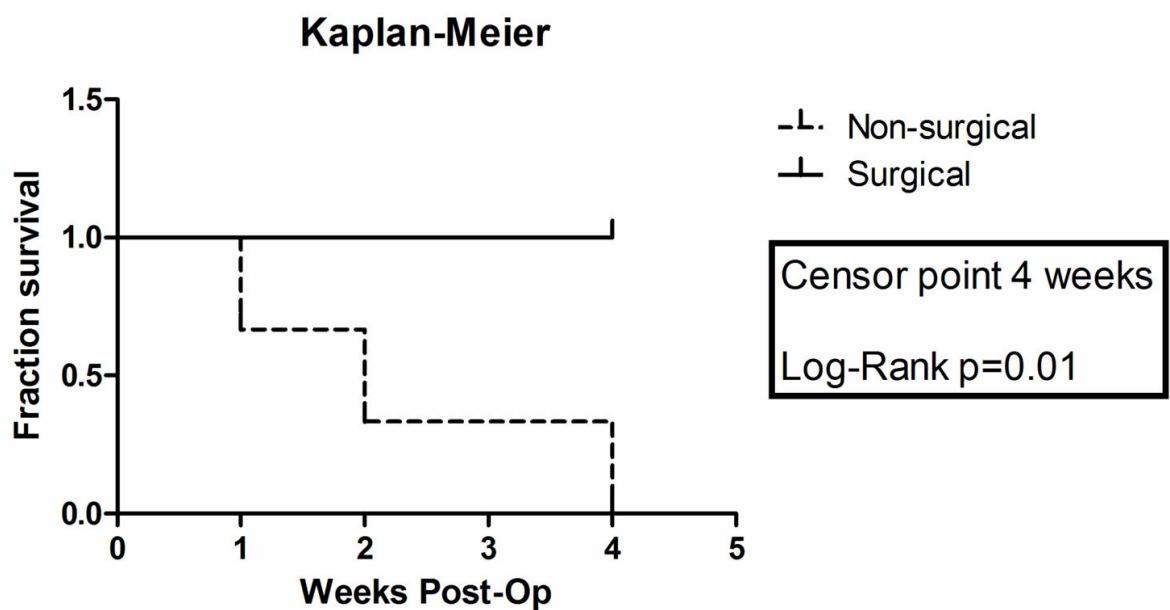 Kaplan-Meier
1.5
1.0
0.5
0.0
Fraction survival
0 1 2 3 4 5
Weeks Post-Op
Non-surgical
Surgical
Censor point 4 weeks
Log-Rank p=0.01